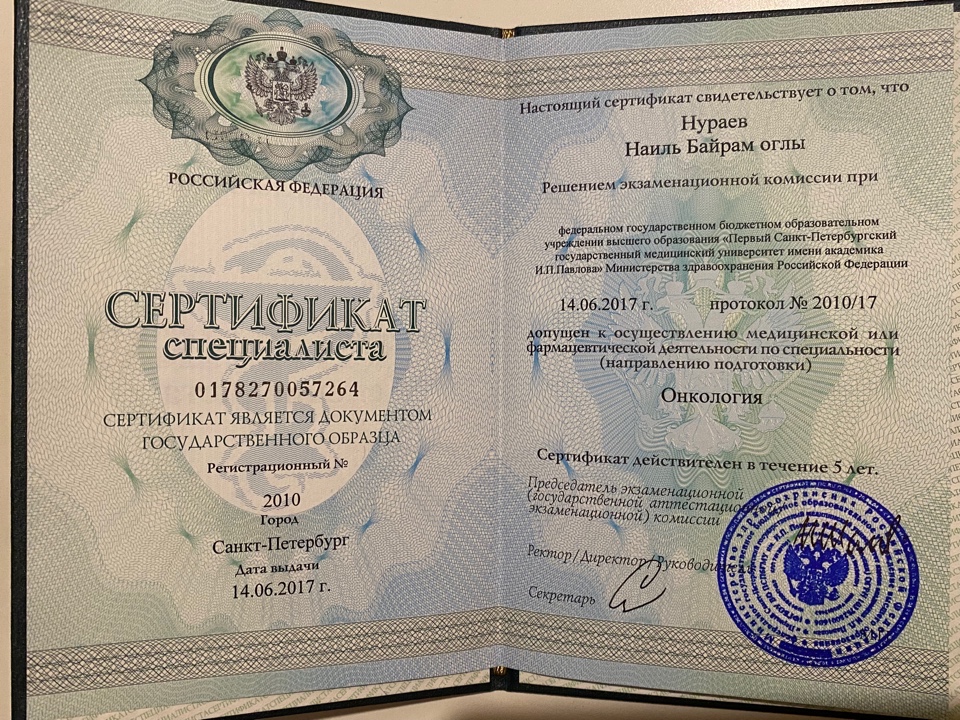 РОССИЙСКАЯ ФЕДЕРАЦИЯ
СЕРТИФИКАТ
специалиста
0178270057264
СЕРТИФИКАТ ЯВЛЯЕТСЯ ДОКУМЕНТОМ
ГОСУДАРСТВЕННОГО ОБРАЗЦА
Регистрационный №
2010
Город
Санкт-Петербург
Дата выдачи
14.06.2017 г.
Настоящий сертификат свидетельствует о том, что
Нураев
Наиль Байрам оглы
Решением экзаменационной комиссии при
федеральном государственном бюджетном образовательном
учреждении высшего образования «Первый Санкт-Петербургский
государственный медицинский университет имени академика
И.П.Павлова» Министерства здравоохранения Российской Федерации
14.06.2017 г. протокол № 2010/17
допущен к осуществлению медицинской или
фармацевтической деятельности по специальности
(направлению подготовки)
Онкология
Сертификат действителен в течение 5 лет.
Председатель экзаменационной
(государственной аттестацио
экзаменационной) комиссии
Ректор/Директор/Руководитель
Секретарь